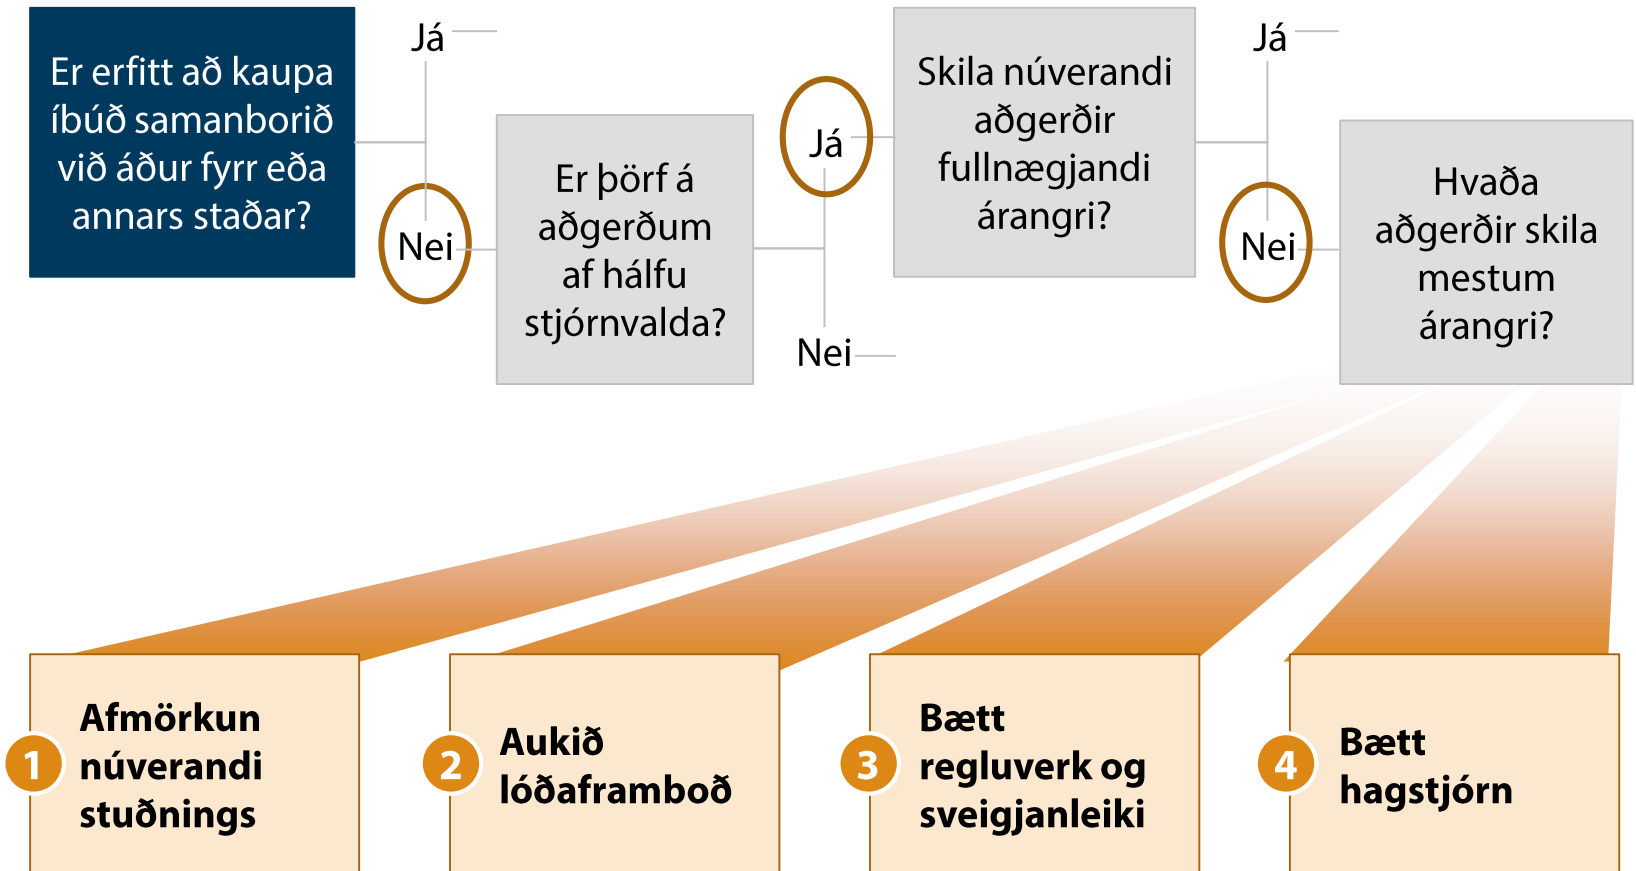 Er erfitt að kaupa
íbúð samanborið
við áður fyrr eða
annars staðar?
Já
Nei
Er þörf á
aðgerðum
af hálfu
stjórnvalda?
Já
Nei
Skila núverandi
aðgerðir
fullnægjandi
árangri?
Já
Nei
Hvaða
aðgerðir skila
mestum
árangri?
1
Afmörkun
núverandi
stuðnings
2
Aukið
lóðaframboð
3
Bætt
regluverk og
sveigjanleiki
4
Bætt
hagstjórn